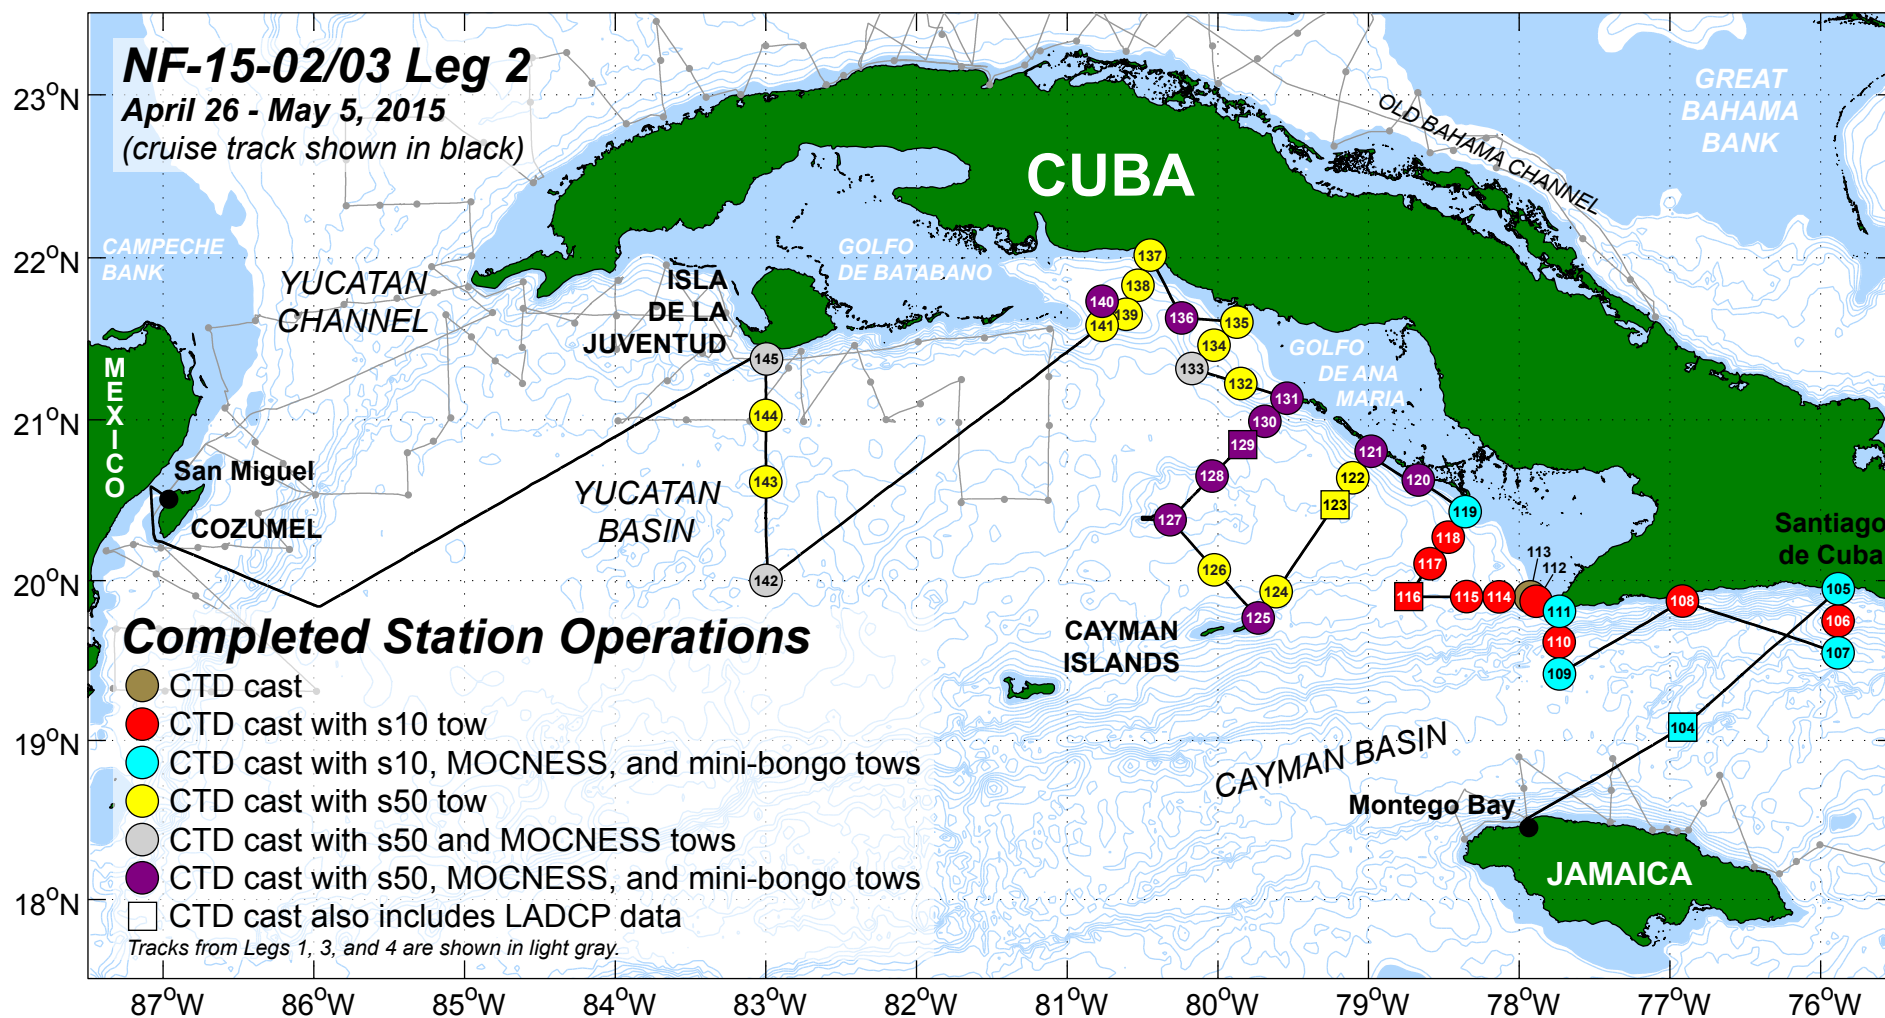 NF-15-02/03 Leg 2
April 26 - May 5, 2015
(cruise track shown in black)
23°N
22°N
21°N
20°N
19°N
18°N
GREAT
BAHAMA
BANK
OLD BAHAMA CHANNEL
CUBA
CAMPECHE
BANK
YUCATAN
CHANNEL
GOLFO
DE BATABANO
ISLA
DE LA
JUVENTUD
GOLFO
DE ANA
MARIA
MEXICO
San Miguel
COZUMEL
YUCATAN
BASIN
Santiago
de Cuba
CAYMAN
ISLANDS
CAYMAN BASIN
Montego Bay
JAMAICA
137
138
140
139
141
136
135
134
133
132
131
130
129
128
127
126
125
124
123
122
121
120
119
118
117
116
115
114
113
112
111
110
109
108
105
106
107
104
145
144
143
142
Completed Station Operations
CTD cast
CTD cast with s10 tow
CTD cast with s10, MOCNESS, and mini-bongo tows
CTD cast with s50 tow
CTD cast with s50 and MOCNESS tows
CTD cast with s50, MOCNESS, and mini-bongo tows
CTD cast also includes LADCP data
Tracks from Legs 1, 3, and 4 are shown in light gray.
87°W
86°W
85°W
84°W
83°W
82°W
81°W
80°W
79°W
78°W
77°W
76°W